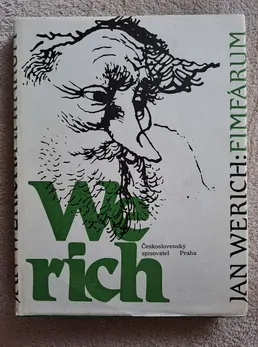 We
rich
Československý
spisovatel Praha
JAN WERICH: FIMFÁRUM